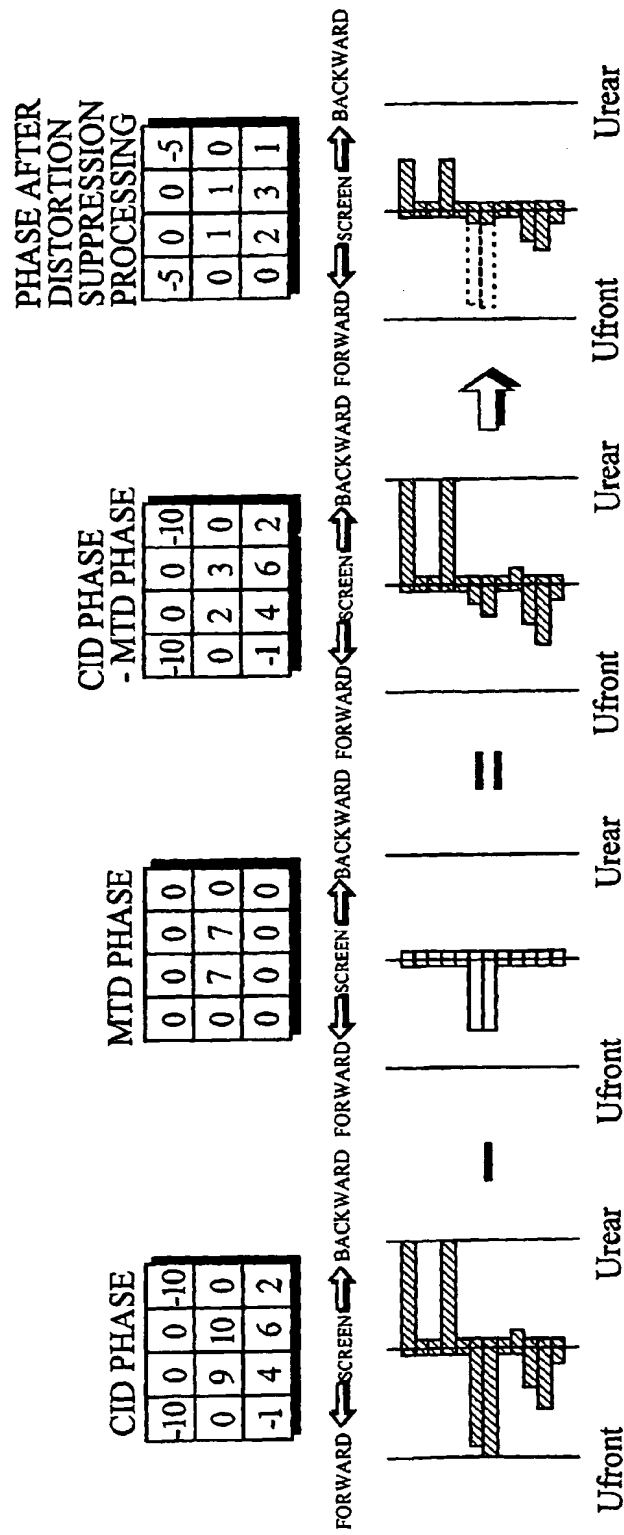 CID PHASE
-10 0 0 -10
0 9 10 0
-1 4 6 2
FORWARD SCREEN BACKWARD
Ufront Urear
-
MTD PHASE
0 0 0 0
0 7 7 0
0 0 0 0
FORWARD SCREEN BACKWARD
Ufront Urear
=
CID PHASE
- MTD PHASE
-10 0 0 -10
0 2 3 0
-1 4 6 2
FORWARD SCREEN BACKWARD
Ufront Urear
PHASE AFTER
DISTORTION
SUPPRESSION
PROCESSING
-5 0 0 -5
0 1 1 0
0 2 3 1
FORWARD SCREEN BACKWARD
Ufront Urear